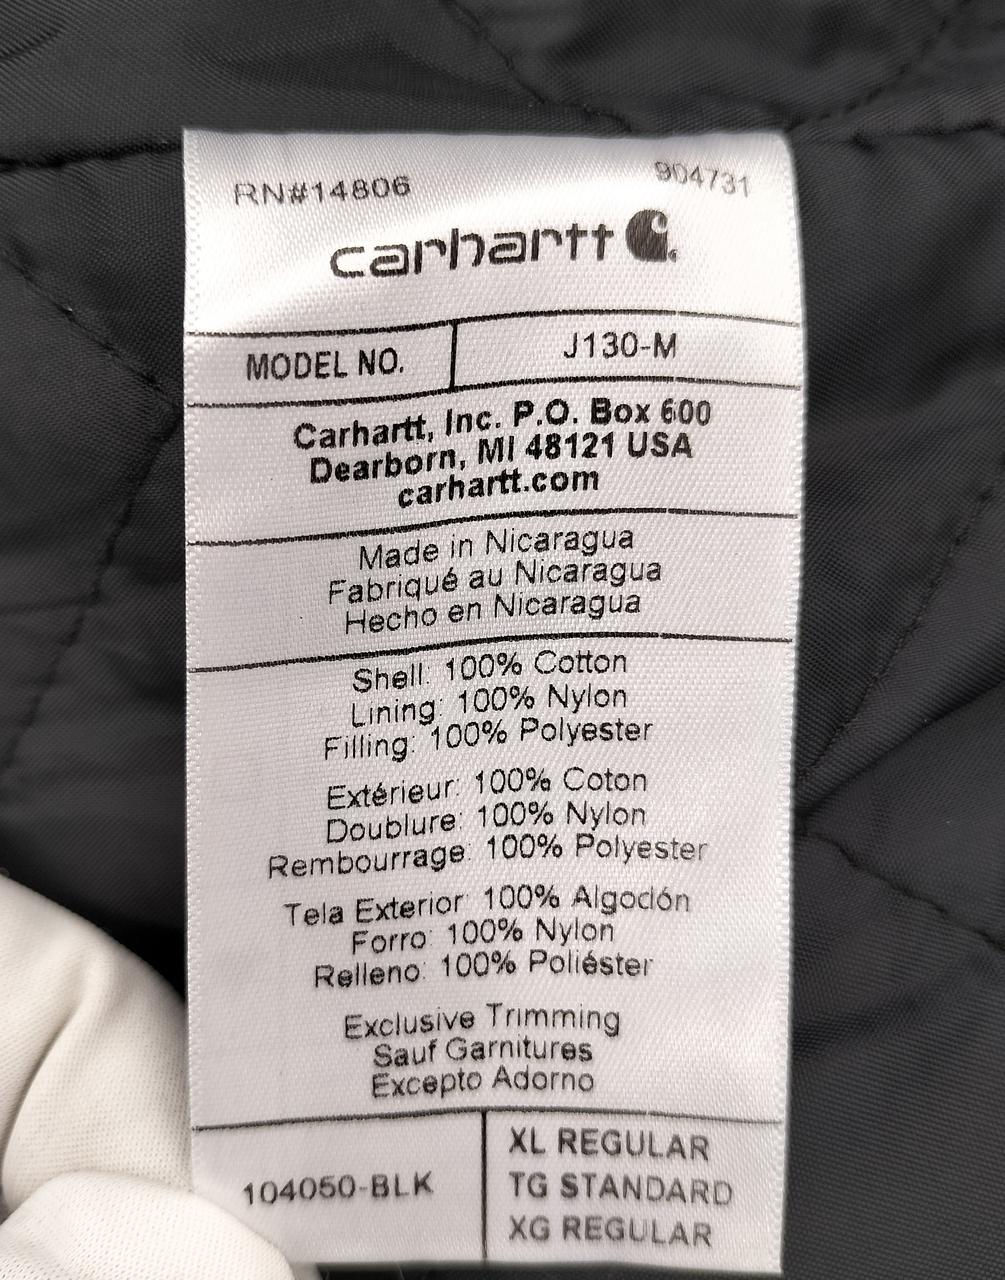 RN#14806 904731
carhartt
MODEL NO. J130-M
Carhartt, Inc. P.O. Box 600
Dearborn, MI 48121 USA
carhartt.com
Made in Nicaragua
Fabriqué au Nicaragua
Hecho en Nicaragua
Shell: 100% Cotton
Lining: 100% Nylon
Filling: 100% Polyester
Extérieur: 100% Coton
Doublure: 100% Nylon
Rembourrage: 100% Polyester
Tela Exterior: 100% Algodón
Forro: 100% Nylon
Relleno: 100% Poliéster
Exclusive Trimming
Sauf Garnitures
Excepto Adorno
104050-BLK
XL REGULAR
TG STANDARD
XG REGULAR